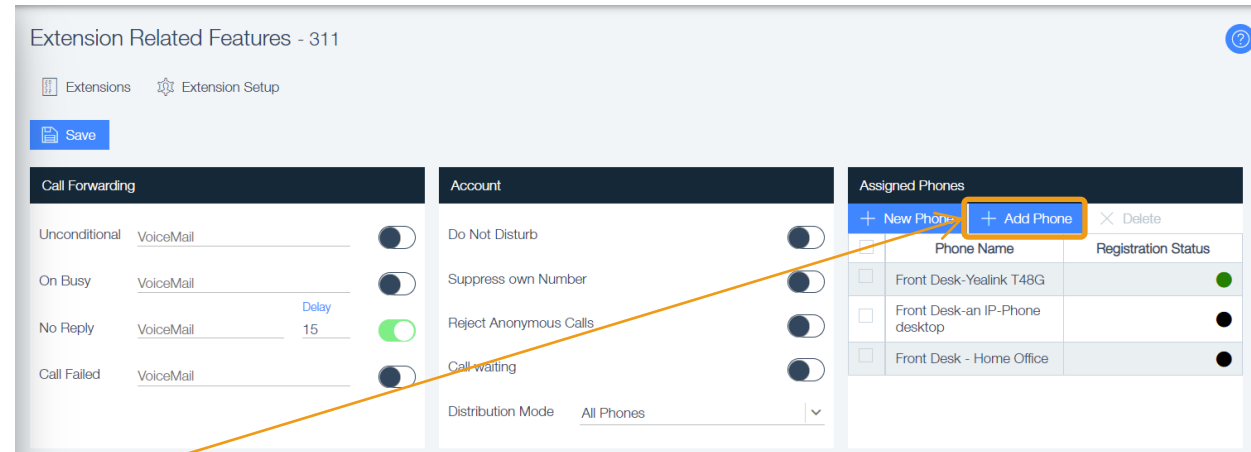 Extension Related Features - 311
Extensions Extension Setup
Save
Call Forwarding
Unconditional VoiceMail
On Busy VoiceMail
Delay
No Reply VoiceMail 15
Call Failed VoiceMail
Account
Do Not Disturb
Suppress own Number
Reject Anonymous Calls
Call waiting
Distribution Mode All Phones
Assigned Phones
+ New Phone + Add Phone × Delete
Phone Name Registration Status
Front Desk-Yealink T48G
Front Desk-an IP-Phone
desktop
Front Desk - Home Office